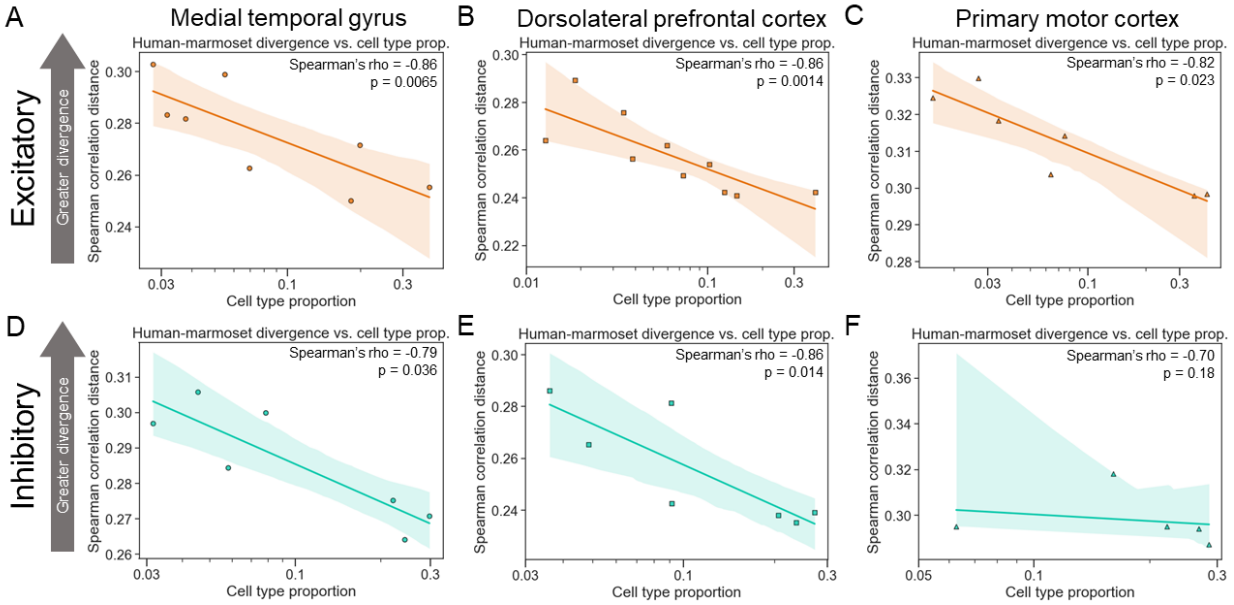 A
Medial temporal gyrus
B
Dorsolateral prefrontal cortex
C
Primary motor cortex
Excitatory
Greater divergence
Human-marmoset divergence vs. cell type prop.
Spearman's rho = -0.86
p = 0.0065
Spearman correlation distance
0.30
0.28
0.26
0.24
0.03
0.1
0.3
Cell type proportion
Human-marmoset divergence vs. cell type prop.
Spearman's rho = -0.86
p = 0.0014
Spearman correlation distance
0.30
0.28
0.26
0.24
0.22
0.01
0.03
0.1
0.3
Cell type proportion
Human-marmoset divergence vs. cell type prop.
Spearman's rho = -0.82
p = 0.023
Spearman correlation distance
0.33
0.32
0.31
0.30
0.29
0.28
0.03
0.1
0.3
Cell type proportion
Inhibitory
Greater divergence
D
Human-marmoset divergence vs. cell type prop.
Spearman's rho = -0.79
p = 0.036
Spearman correlation distance
0.31
0.30
0.29
0.28
0.27
0.26
0.03
0.1
0.3
Cell type proportion
E
Human-marmoset divergence vs. cell type prop.
Spearman's rho = -0.86
p = 0.014
Spearman correlation distance
0.30
0.28
0.26
0.24
0.03
0.1
0.3
Cell type proportion
F
Human-marmoset divergence vs. cell type prop.
Spearman's rho = -0.70
p = 0.18
Spearman correlation distance
0.36
0.34
0.32
0.30
0.05
0.1
0.3
Cell type proportion